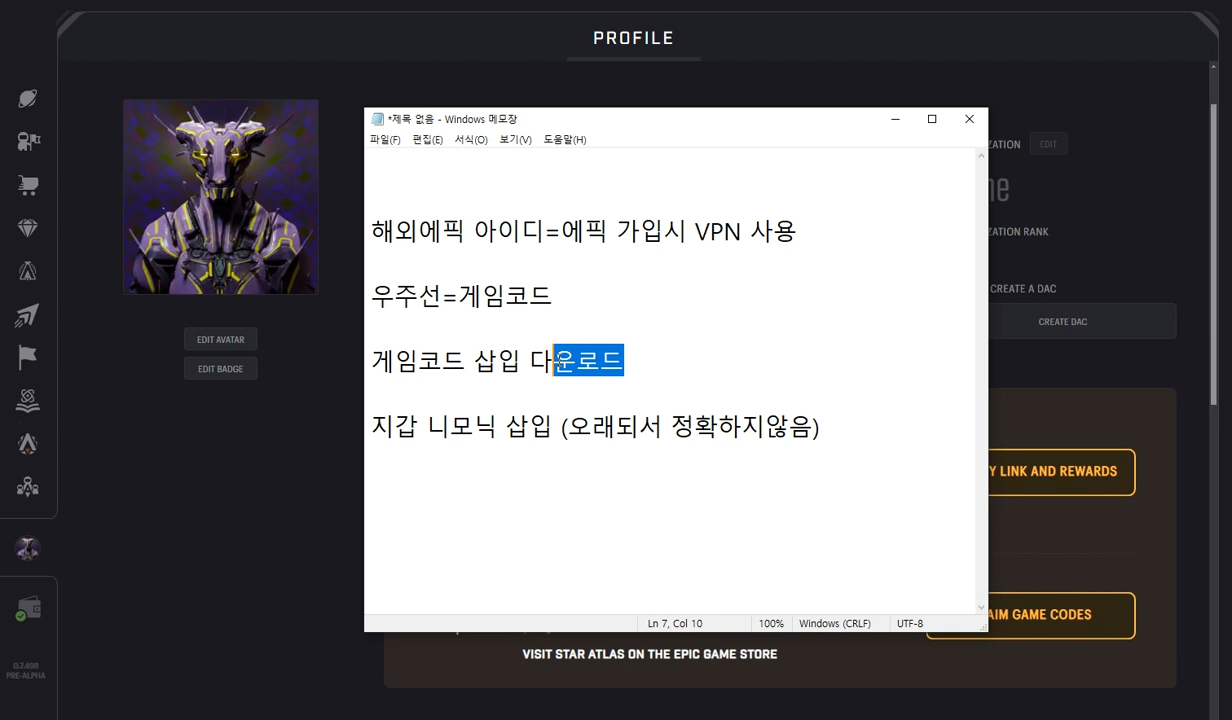 PROFILE
*제목 없음 - Windows 메모장
파일(F) 편집(E) 서식(O) 보기(V) 도움말(H)
해외에픽 아이디=에픽 가입시 VPN 사용
우주선=게임코드
게임코드 삽입 다운로드
지갑 니모닉 삽입 (오래되서 정확하지않음)
Ln 7, Col 10 100% Windows (CRLF) UTF-8
EDIT AVATAR
EDIT BADGE
ZATION EDIT
ne
ZATION RANK
CREATE A DAC
CREATE DAC
Y LINK AND REWARDS
AIM GAME CODES
VISIT STAR ATLAS ON THE EPIC GAME STORE
0.7.498
PRE-ALPHA